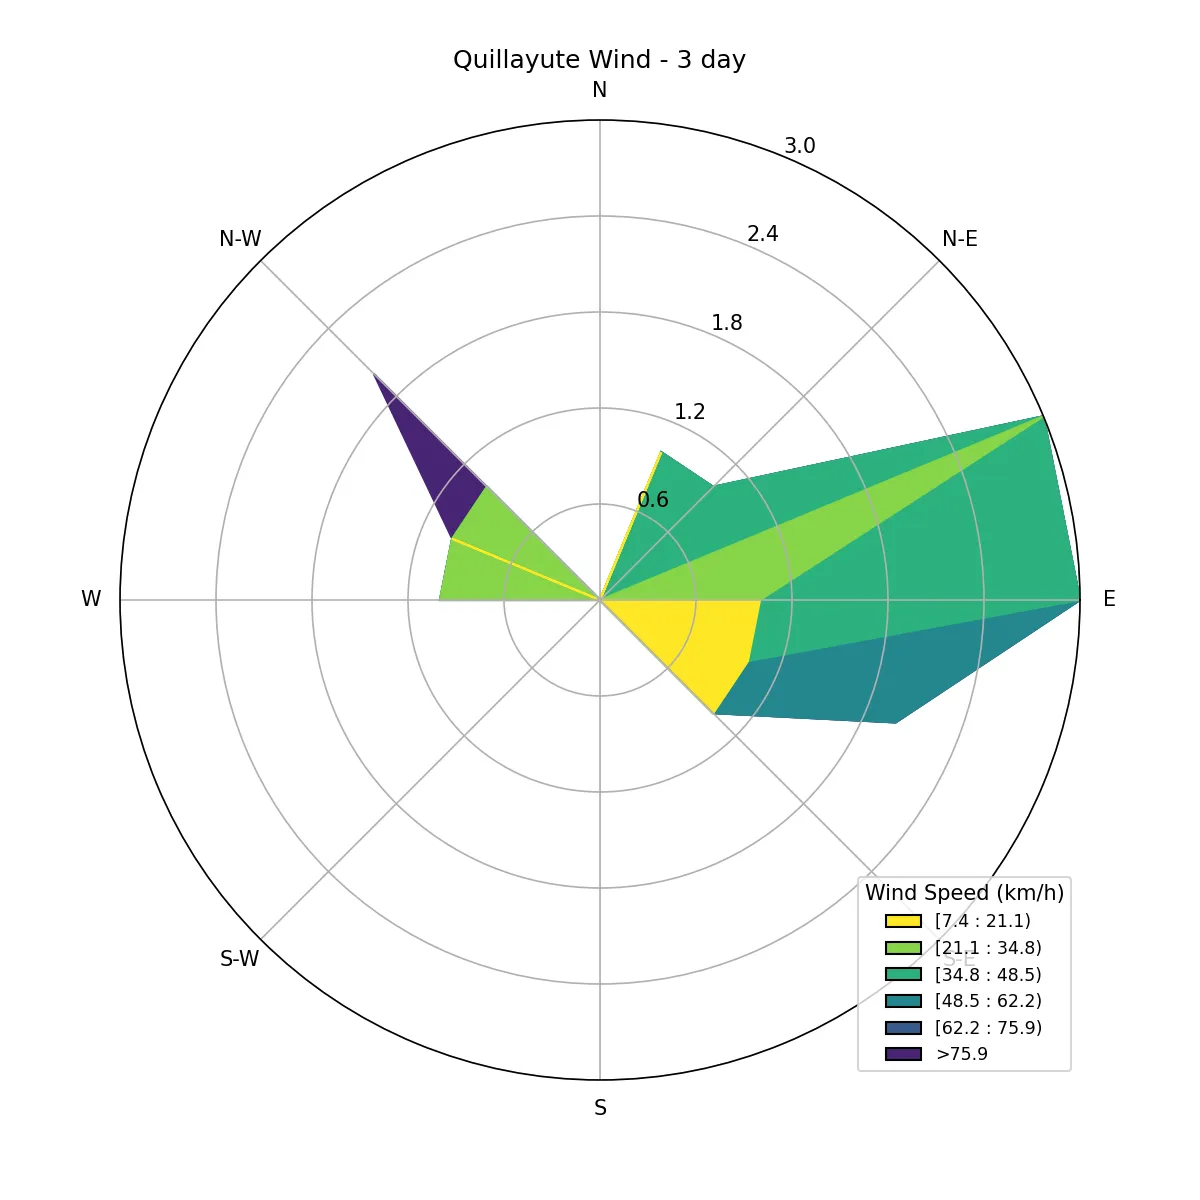 Quillayute Wind - 3 day
N
3.0
N-W
2.4
N-E
1.8
1.2
0.6
W
E
Wind Speed (km/h)
[7.4 : 21.1)
[21.1 : 34.8)
S-W
S-E
[34.8 : 48.5)
[48.5 : 62.2)
[62.2 : 75.9)
>75.9
S